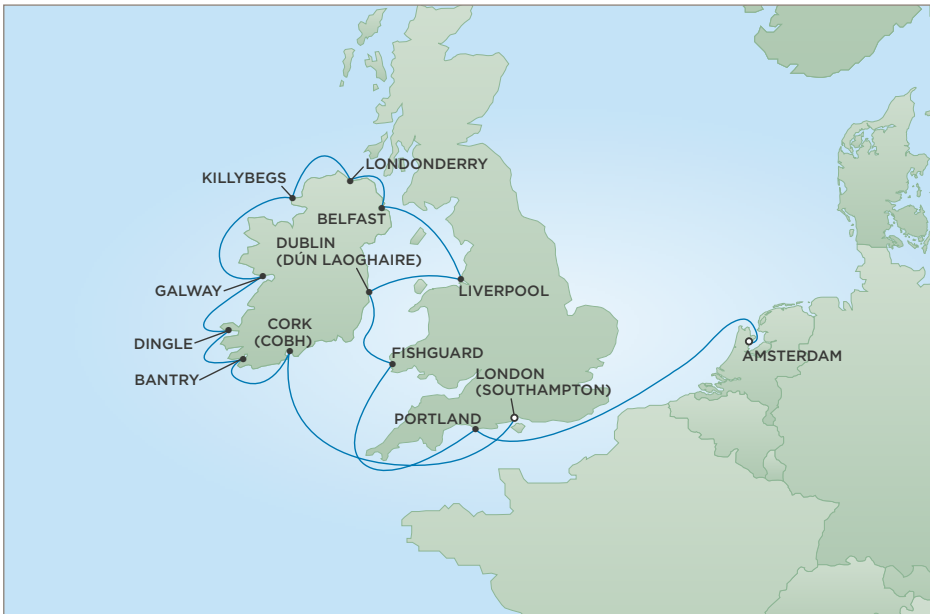 LONDONDERRY
KILLYBEGS
BELFAST
DUBLIN
(DÚN LAOGHAIRE)
GALWAY
LIVERPOOL
CORK
(COBH)
DINGLE
FISHGUARD
AMSTERDAM
BANTRY
LONDON
(SOUTHAMPTON)
PORTLAND